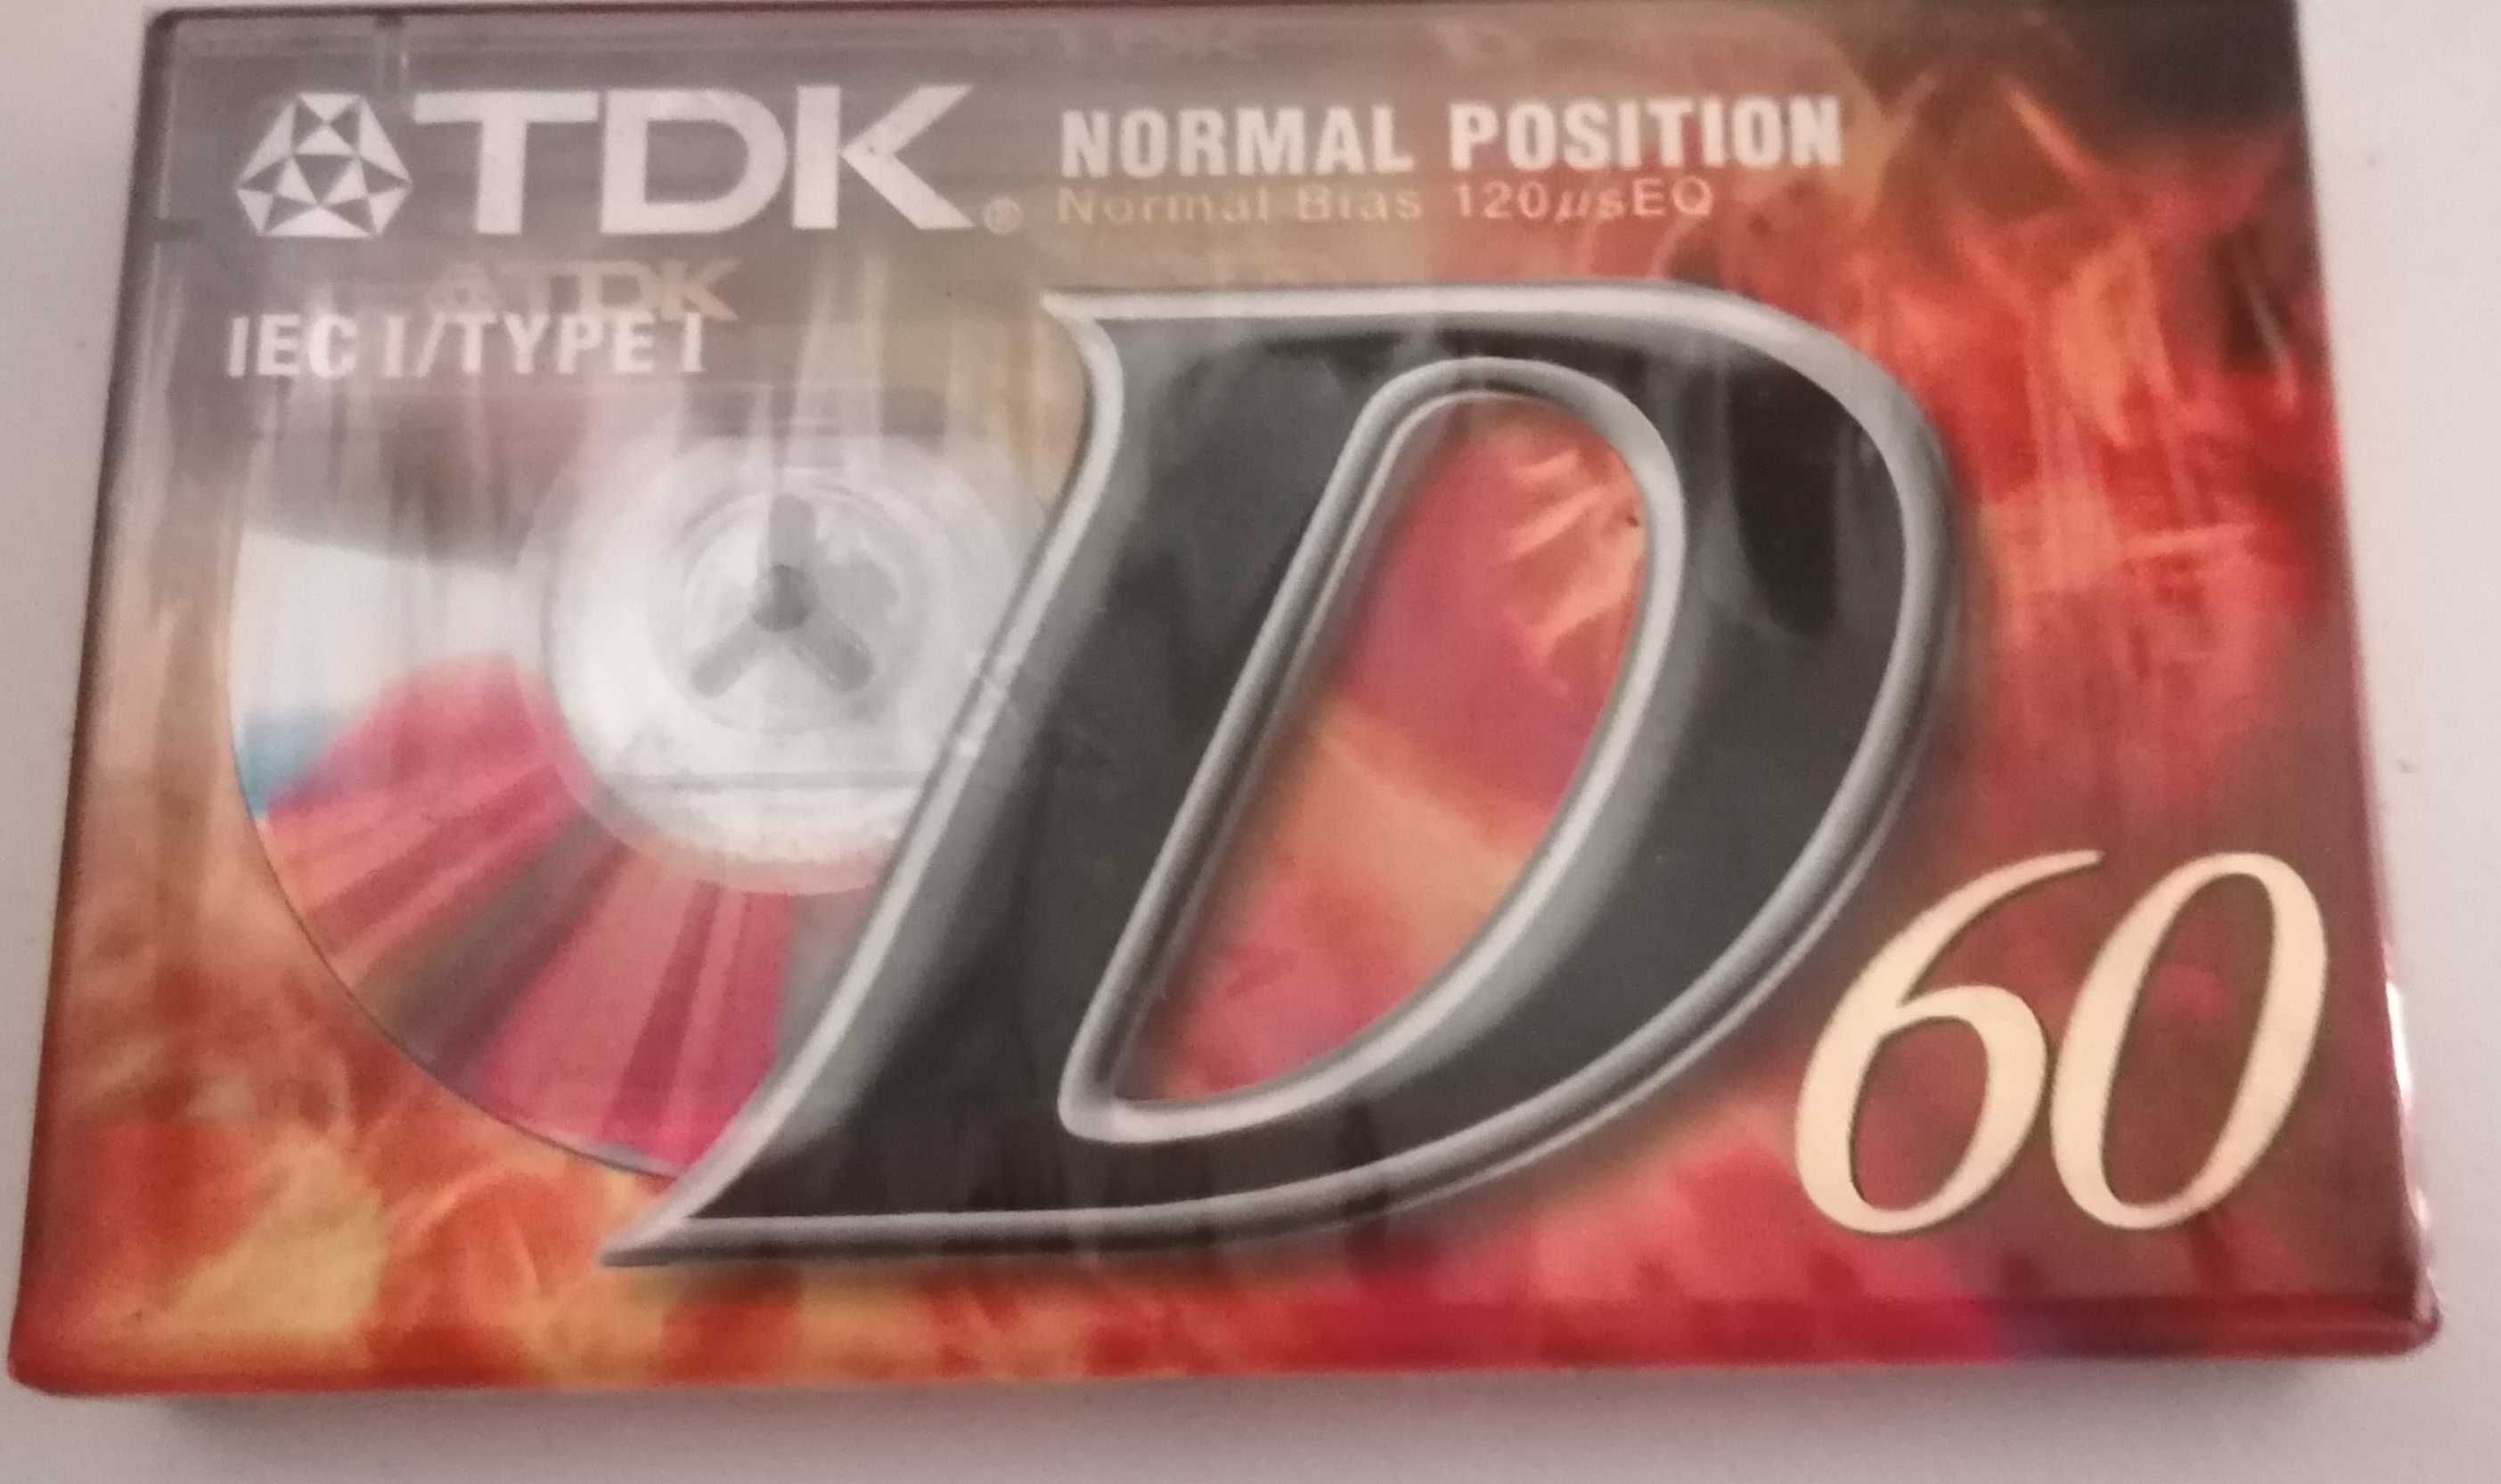 TDK®
NORMAL POSITION
Normal Bias 120µsEQ
TDK
IEC I/TYPE I
D
60